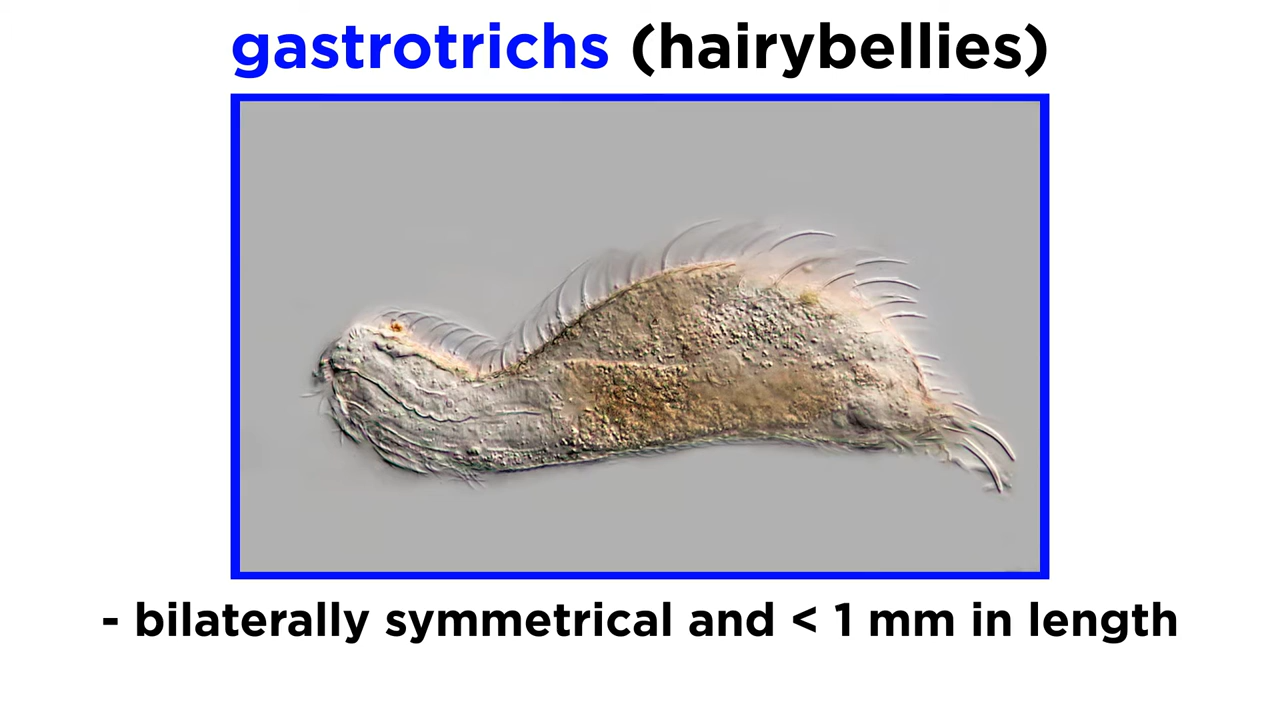 gastrotrichs (hairybellies)
- bilaterally symmetrical and < 1 mm in length